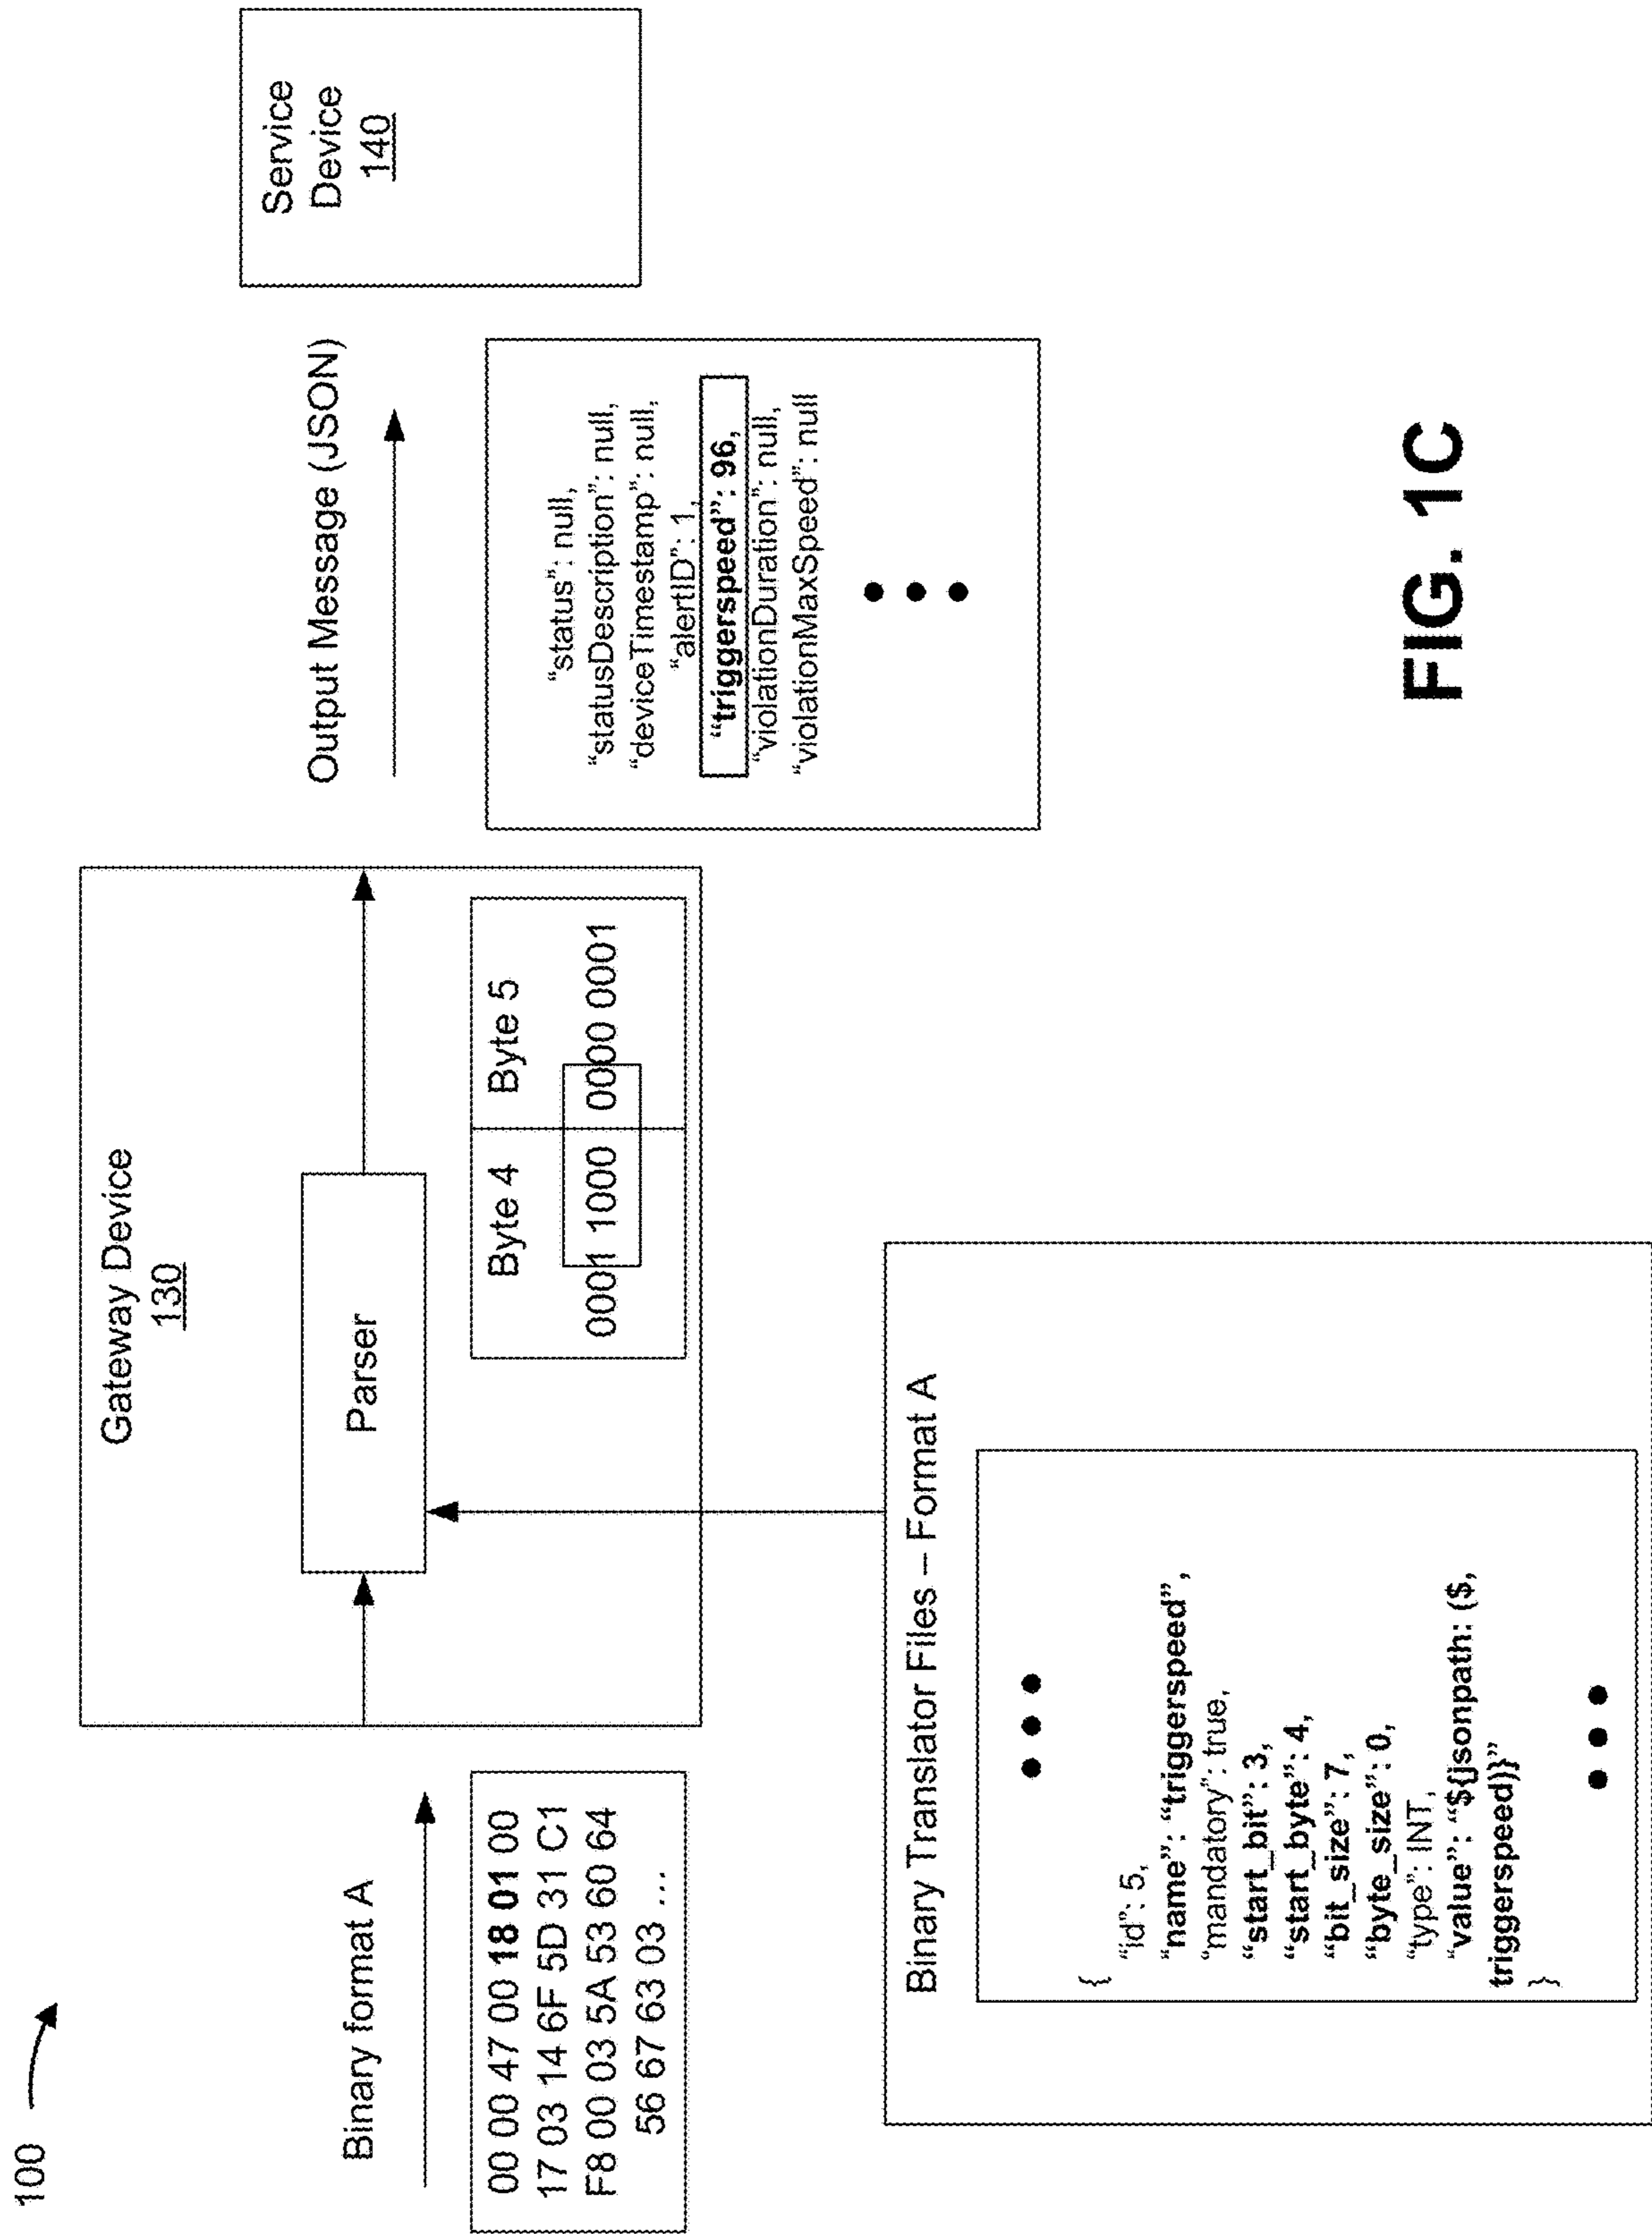 100
Binary format A
00 00 47 00 18 01 00
17 03 14 6F 5D 31 C1
F8 00 03 5A 53 60 64
56 67 63 03 ...
Gateway Device
130
Parser
Byte 4
Byte 5
0001 1000 0000 0001
Output Message (JSON)
“status”: null,
“statusDescription”: null,
“deviceTimestamp”: null,
“alertID”: 1,
“triggerspeed”: 96,
“violationDuration”: null,
“violationMaxSpeed”: null
Service
Device
140
Binary Translator Files – Format A
{
“id”: 5,
“name”: “triggerspeed”,
“mandatory”: true,
“start_bit”: 3,
“start_byte”: 4,
“bit_size”: 7,
“byte_size”: 0,
“type”: INT,
“value”: “${jsonpath: ($,
triggerspeed)}”
}
FIG. 1C